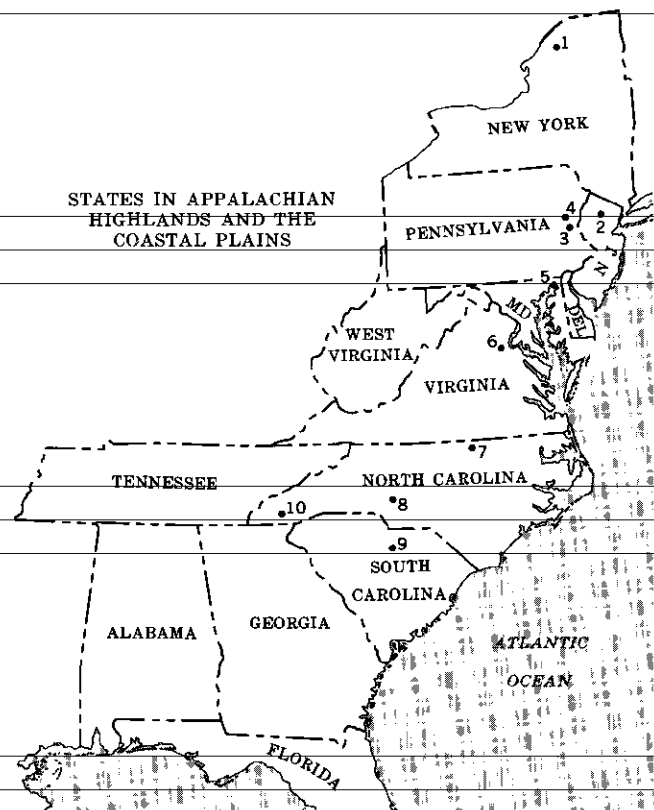 1
NEW YORK
STATES IN APPALACHIAN
HIGHLANDS AND THE
COASTAL PLAINS
4
PENNSYLVANIA
3
2
N J
5
MD
DEL
WEST
VIRGINIA
6
VIRGINIA
7
TENNESSEE
NORTH CAROLINA
8
10
9
SOUTH
CAROLINA
ALABAMA
GEORGIA
ATLANTIC
OCEAN
FLORIDA